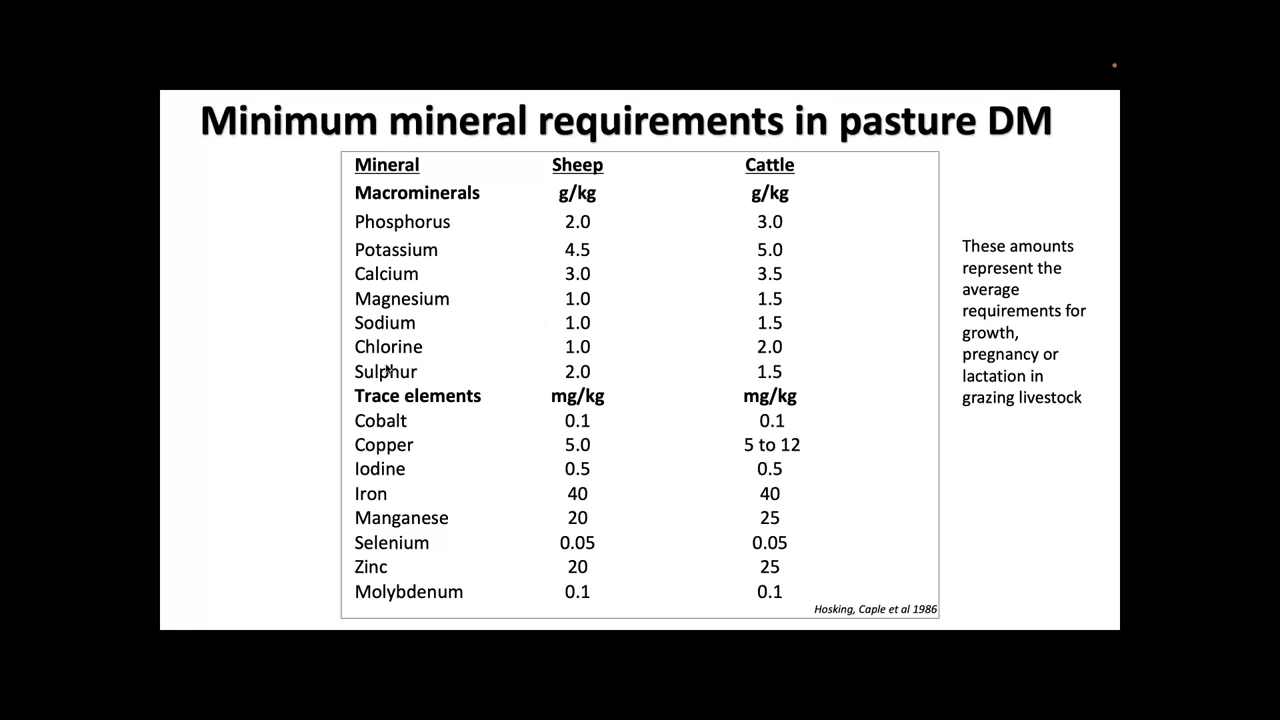 Minimum mineral requirements in pasture DM
Mineral Sheep Cattle
Macrominerals g/kg g/kg
Phosphorus 2.0 3.0
Potassium 4.5 5.0
Calcium 3.0 3.5
Magnesium 1.0 1.5
Sodium 1.0 1.5
Chlorine 1.0 2.0
Sulphur 2.0 1.5
Trace elements mg/kg mg/kg
Cobalt 0.1 0.1
Copper 5.0 5 to 12
Iodine 0.5 0.5
Iron 40 40
Manganese 20 25
Selenium 0.05 0.05
Zinc 20 25
Molybdenum 0.1 0.1
Hosking, Caple et al 1986
These amounts
represent the
average
requirements for
growth,
pregnancy or
lactation in
grazing livestock